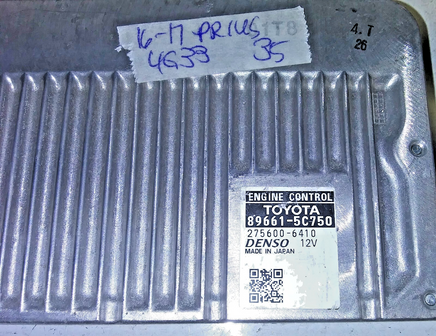 16-17 PRIUS
4G39 35
1T8
4.T
26
ENGINE CONTROL
TOYOTA
89661-5C750
275600-6410
DENSO 12V
MADE IN JAPAN